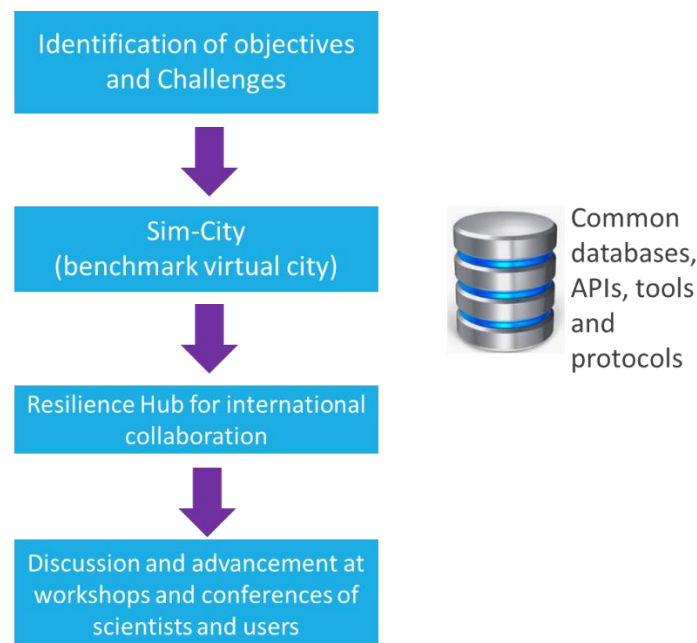 Identification of objectives
and Challenges
Sim-City
(benchmark virtual city)
Common
databases,
APIs, tools
and
protocols
Resilience Hub for international
collaboration
Discussion and advancement at
workshops and conferences of
scientists and users